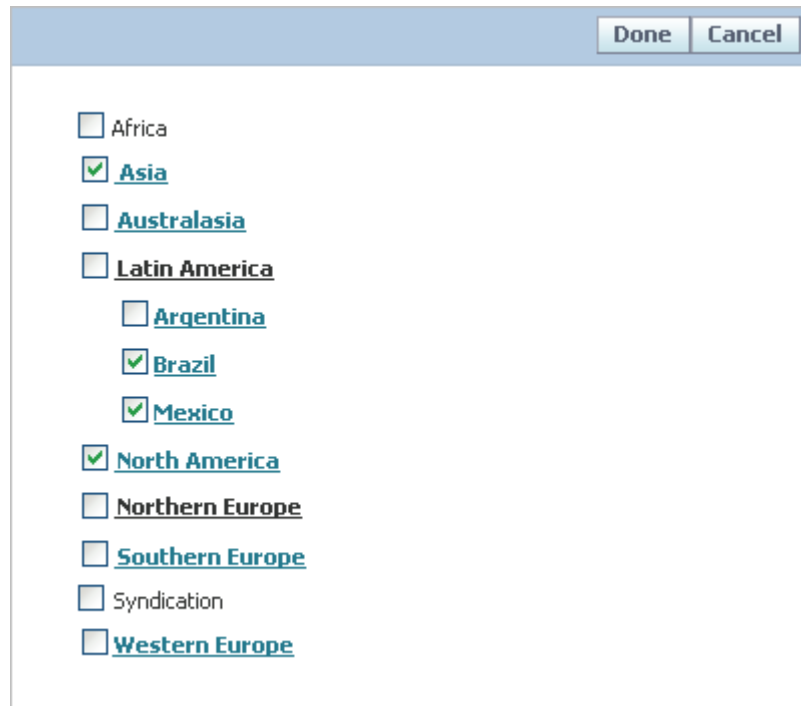 Done Cancel
Africa
Asia
Australasia
Latin America
Argentina
Brazil
Mexico
North America
Northern Europe
Southern Europe
Syndication
Western Europe